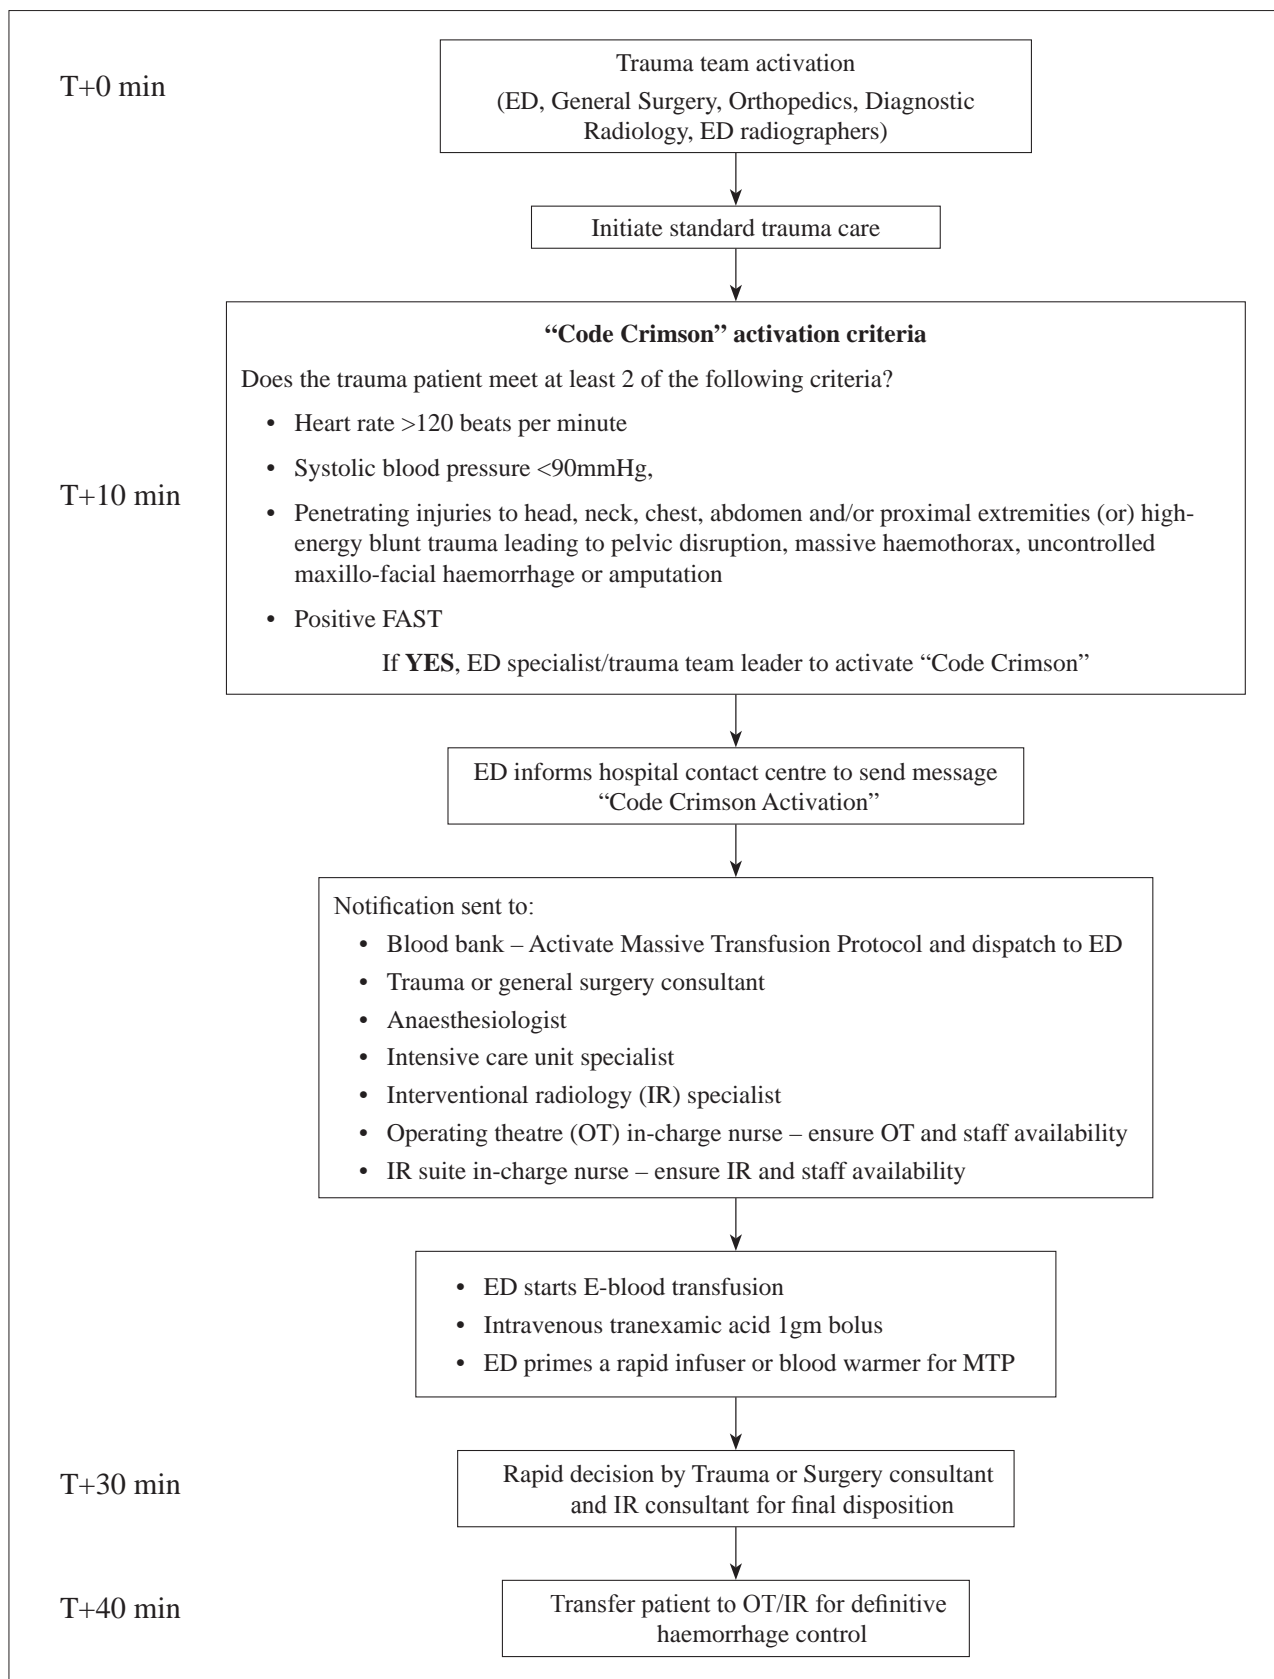 T+0 min
Trauma team activation
(ED, General Surgery, Orthopedics, Diagnostic
Radiology, ED radiographers)
Initiate standard trauma care
“Code Crimson” activation criteria
Does the trauma patient meet at least 2 of the following criteria?
• Heart rate >120 beats per minute
• Systolic blood pressure <90mmHg,
T+10 min
• Penetrating injuries to head, neck, chest, abdomen and/or proximal extremities (or) high-
energy blunt trauma leading to pelvic disruption, massive haemothorax, uncontrolled
maxillo-facial haemorrhage or amputation
• Positive FAST
If YES, ED specialist/trauma team leader to activate “Code Crimson”
ED informs hospital contact centre to send message
“Code Crimson Activation”
Notification sent to:
• Blood bank – Activate Massive Transfusion Protocol and dispatch to ED
• Trauma or general surgery consultant
• Anaesthesiologist
• Intensive care unit specialist
• Interventional radiology (IR) specialist
• Operating theatre (OT) in-charge nurse – ensure OT and staff availability
• IR suite in-charge nurse – ensure IR and staff availability
• ED starts E-blood transfusion
• Intravenous tranexamic acid 1gm bolus
• ED primes a rapid infuser or blood warmer for MTP
T+30 min
Rapid decision by Trauma or Surgery consultant
and IR consultant for final disposition
T+40 min
Transfer patient to OT/IR for definitive
haemorrhage control